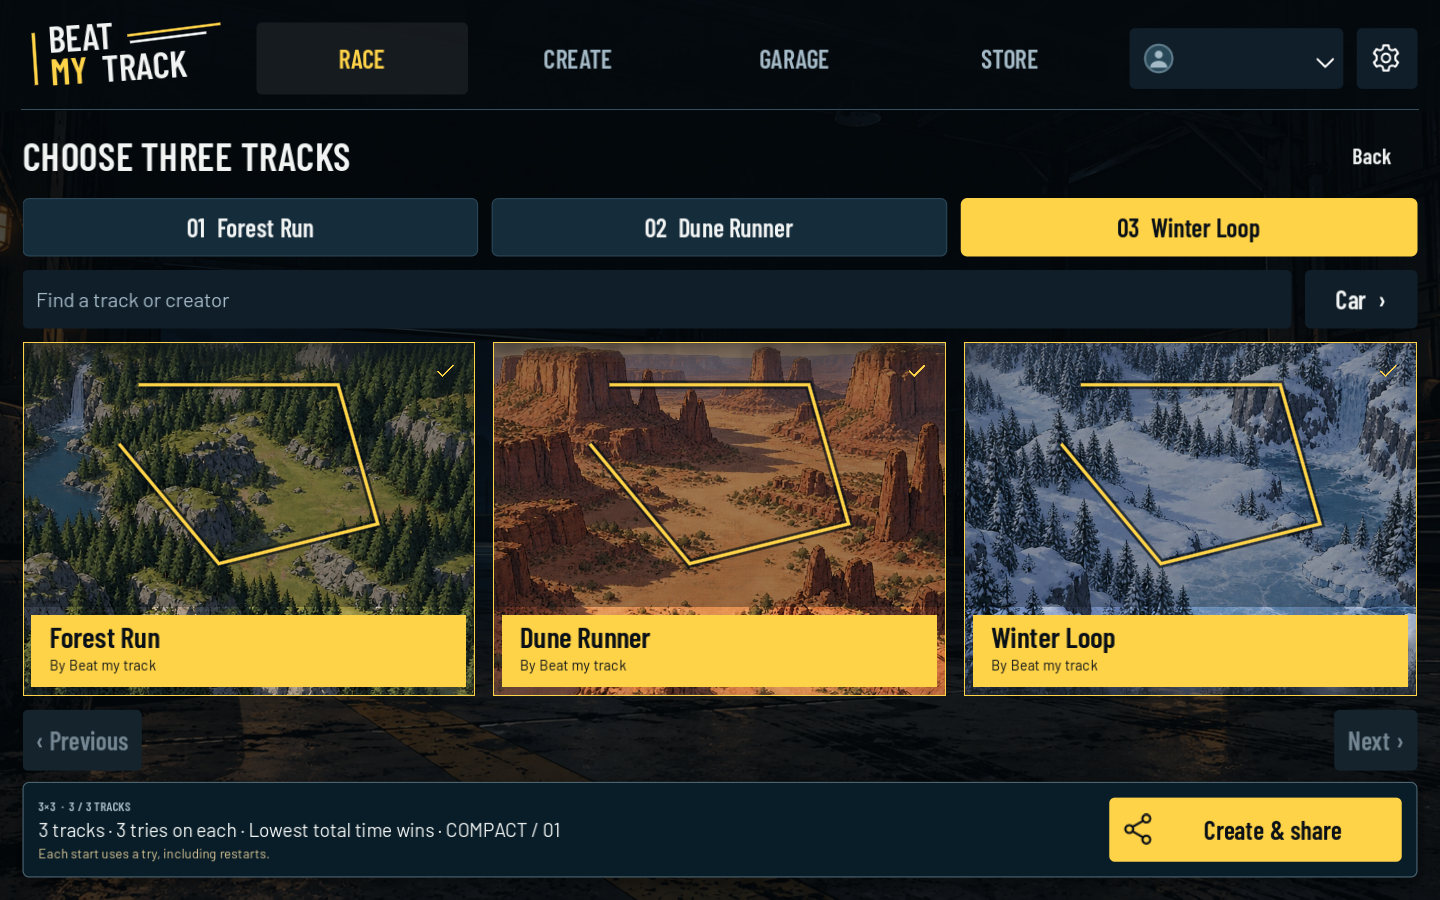 BEAT
MY TRACK
RACE
CREATE
GARAGE
STORE
CHOOSE THREE TRACKS
Back
01 Forest Run
02 Dune Runner
03 Winter Loop
Find a track or creator
Car ›
Forest Run
By Beat my track
Dune Runner
By Beat my track
Winter Loop
By Beat my track
‹ Previous
Next ›
3×3 · 3 / 3 TRACKS
3 tracks · 3 tries on each · Lowest total time wins · COMPACT / 01
Each start uses a try, including restarts.
Create & share